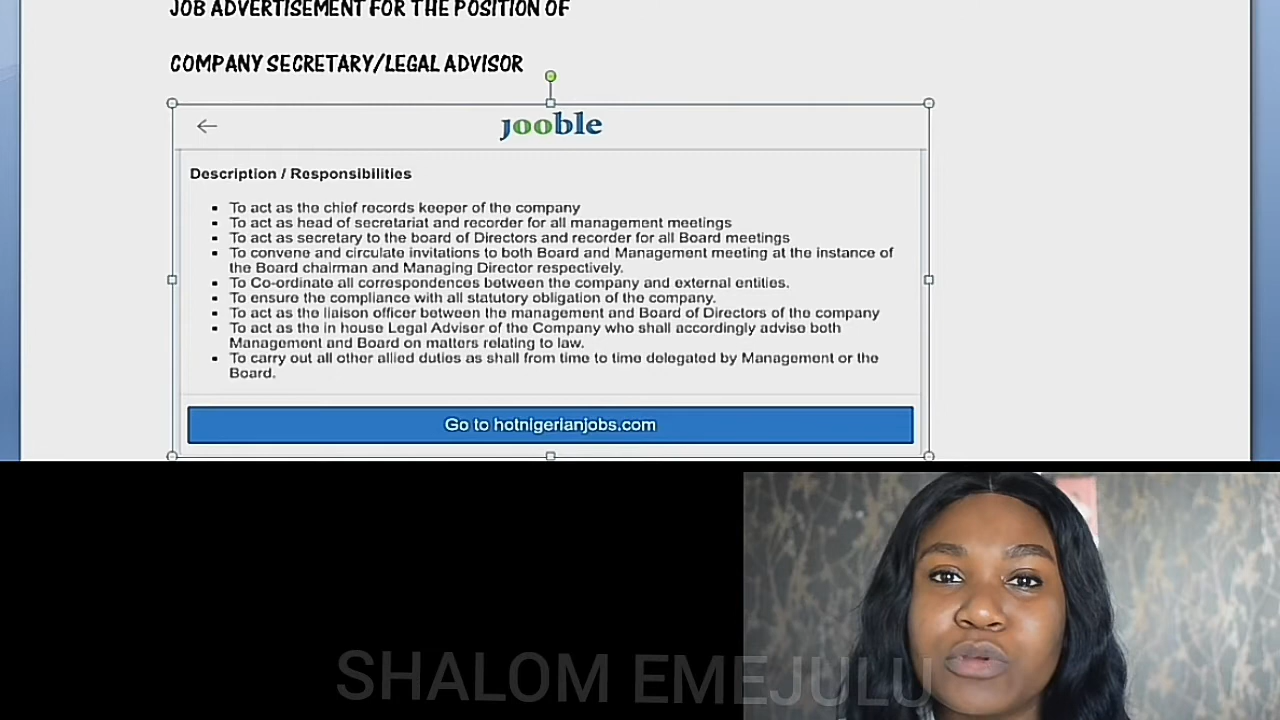 JOB ADVERTISEMENT FOR THE POSITION OF
COMPANY SECRETARY/LEGAL ADVISOR
jooble
Description / Responsibilities
To act as the chief records keeper of the company
To act as head of secretariat and recorder for all management meetings
To act as secretary to the board of Directors and recorder for all Board meetings
To convene and circulate invitations to both Board and Management meeting at the instance of
the Board chairman and Managing Director respectively.
To Co-ordinate all correspondences between the company and external entities.
To ensure the compliance with all statutory obligation of the company.
To act as the liaison officer between the management and Board of Directors of the company
To act as the in house Legal Adviser of the Company who shall accordingly advise both
Management and Board on matters relating to law.
To carry out all other allied duties as shall from time to time delegated by Management or the
Board.
Go to hotnigerianjobs.com
SHALOM EMEJULU